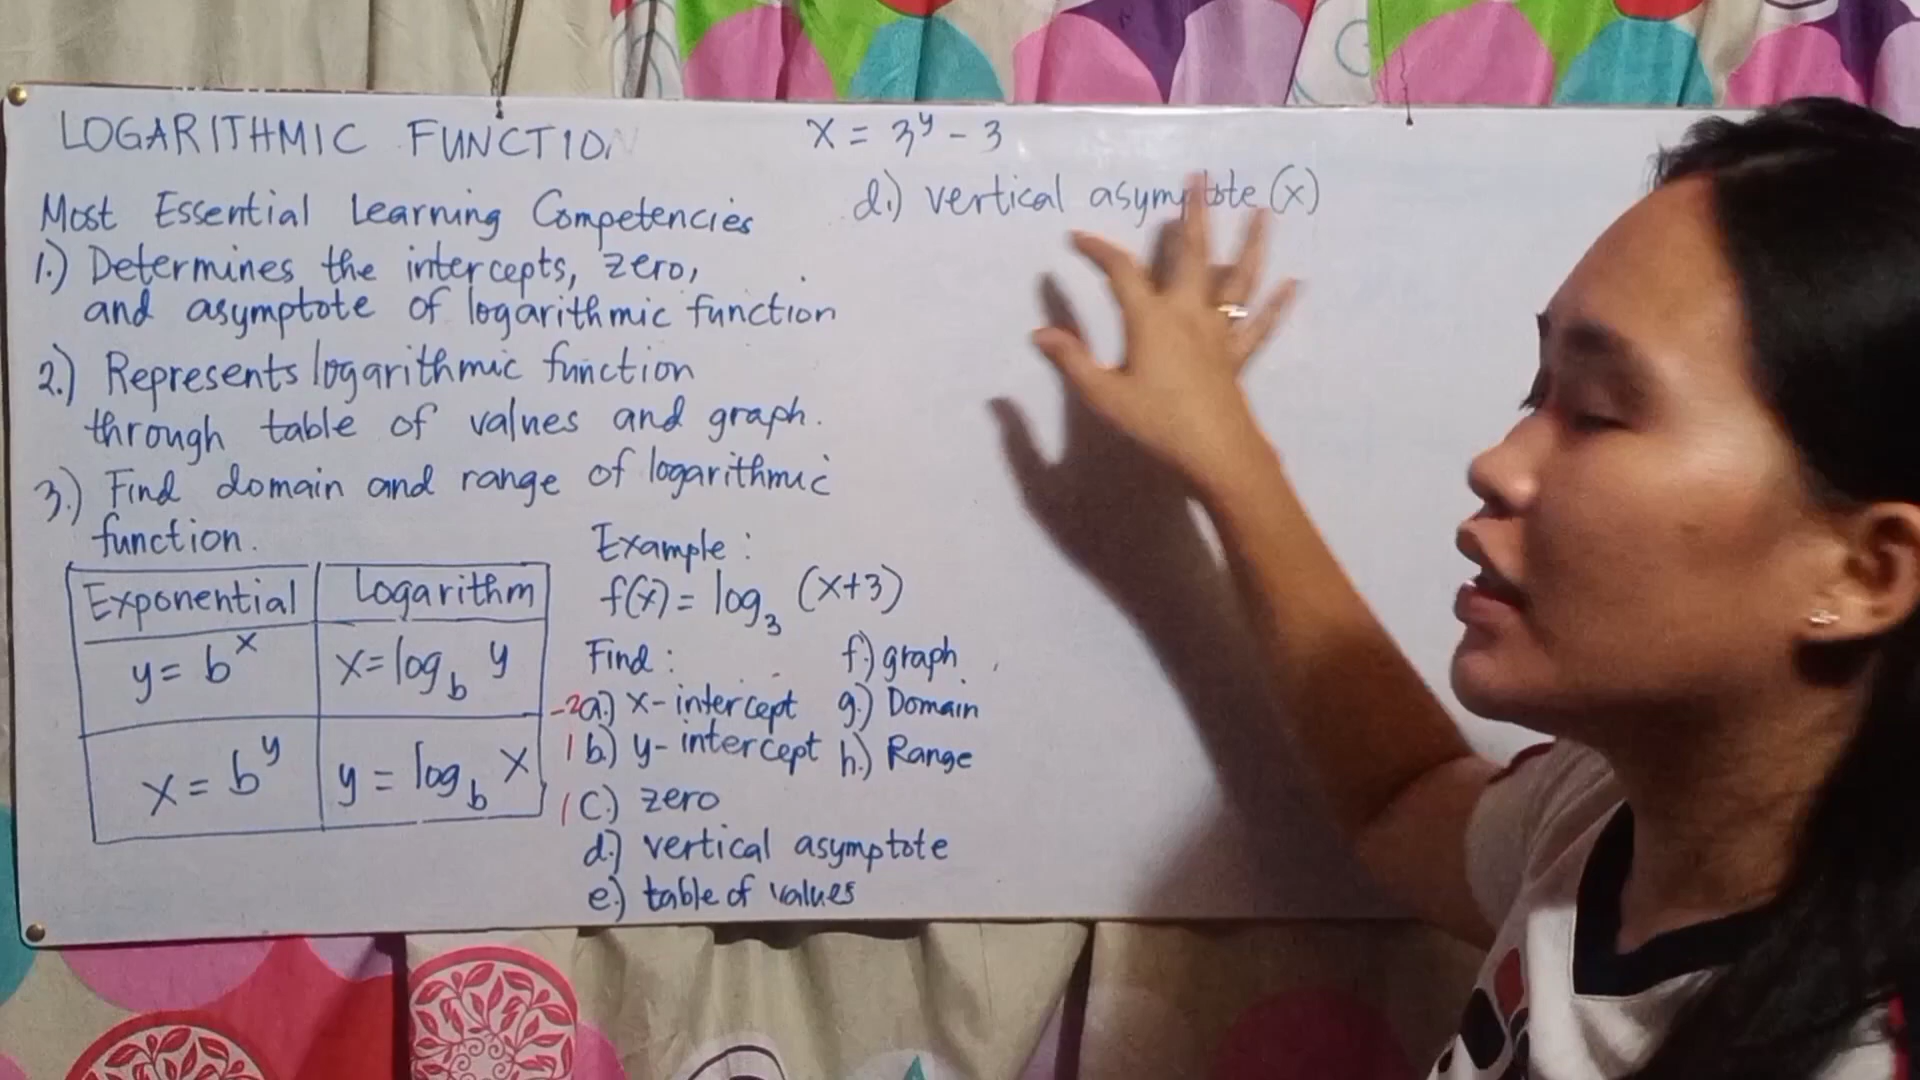 LOGARITHMIC FUNCTION
Most Essential Learning Competencies
1.) Determines the intercepts, zero,
and asymptote of logarithmic function
2.) Represents logarithmic function
through table of values and graph.
3.) Find domain and range of logarithmic
function.
Exponential Logarithm
y = b^x x = log_b y
x = b^y y = log_b x
x = 3^y - 3
d.) vertical asymptote (x)
Example:
f(x) = log_3 (x+3)
Find:
-2 a.) x-intercept
1 b.) y-intercept
1 c.) zero
d.) vertical asymptote
e.) table of values
f.) graph
g.) Domain
h.) Range